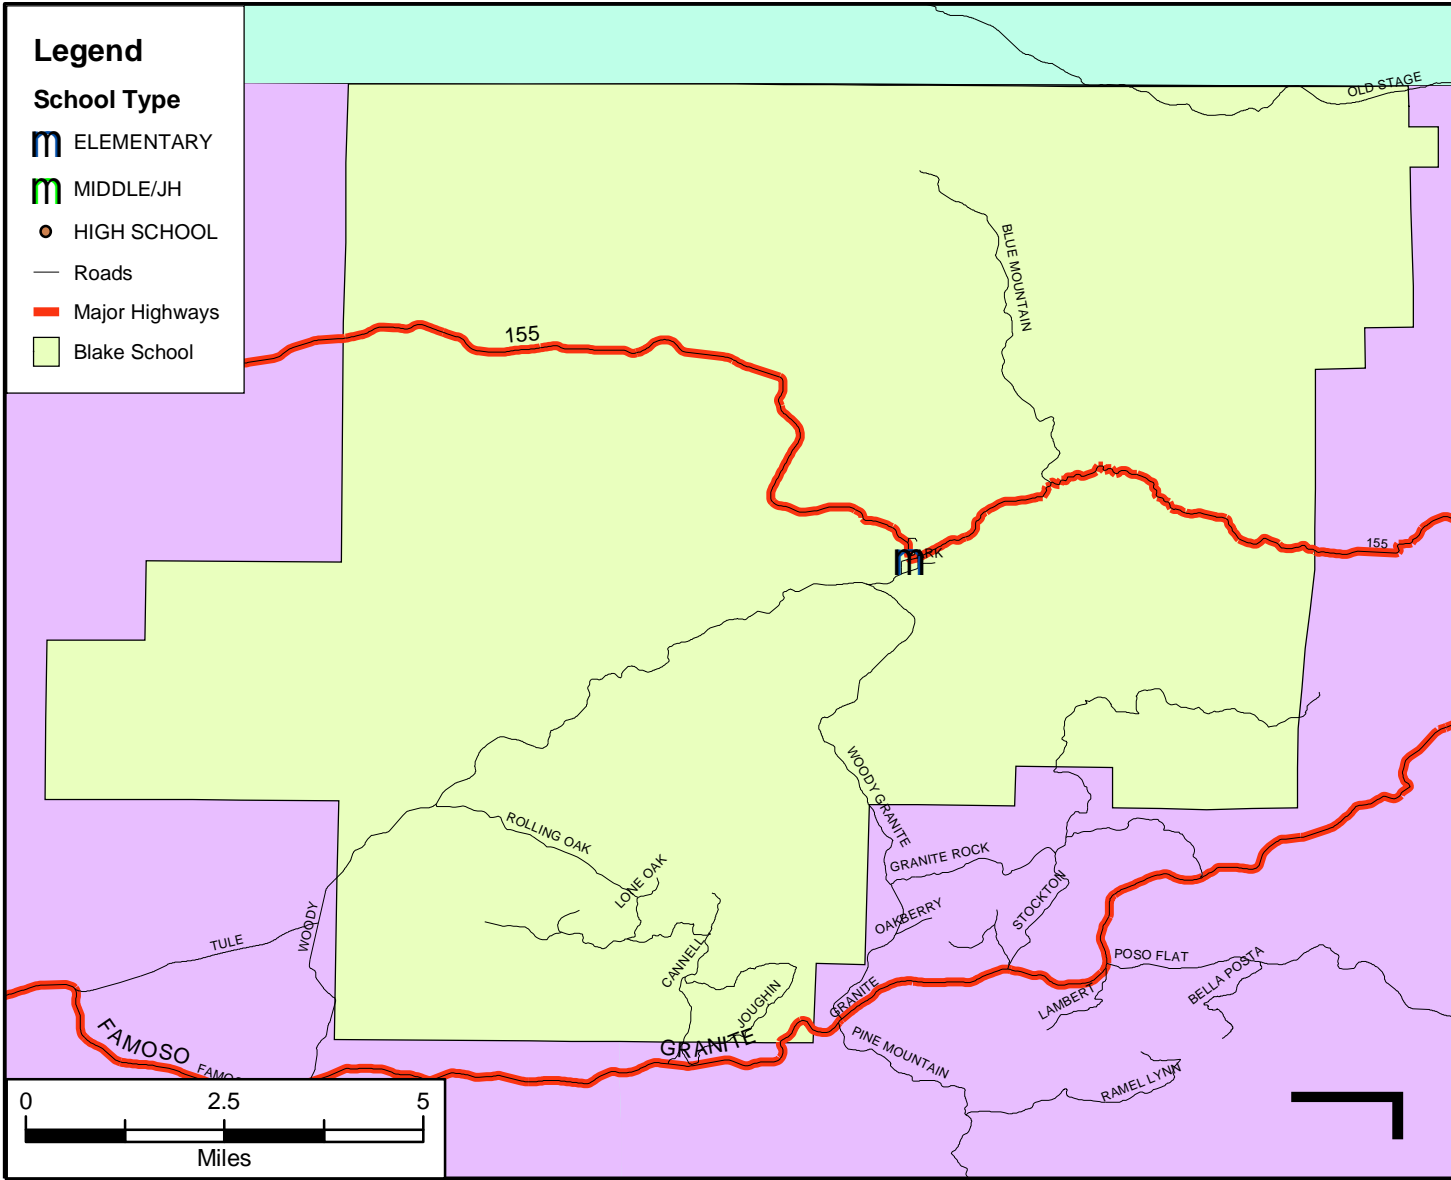 Legend
School Type
m ELEMENTARY
m MIDDLE/JH
HIGH SCHOOL
Roads
Major Highways
Blake School
OLD STAGE
BLUE MOUNTAIN
155
155
m
WOODY GRANITE
ROLLING OAK
LONE OAK
GRANITE ROCK
STOCKTON
OAKBERRY
WOODY
TULE
CANNELL
JOUGHIN
POSO FLAT
BELLA POSTA
LAMBERT
GRANITE
GRANITE
PINE MOUNTAIN
RAMEL LYNN
FAMOSO
0 2.5 5
Miles